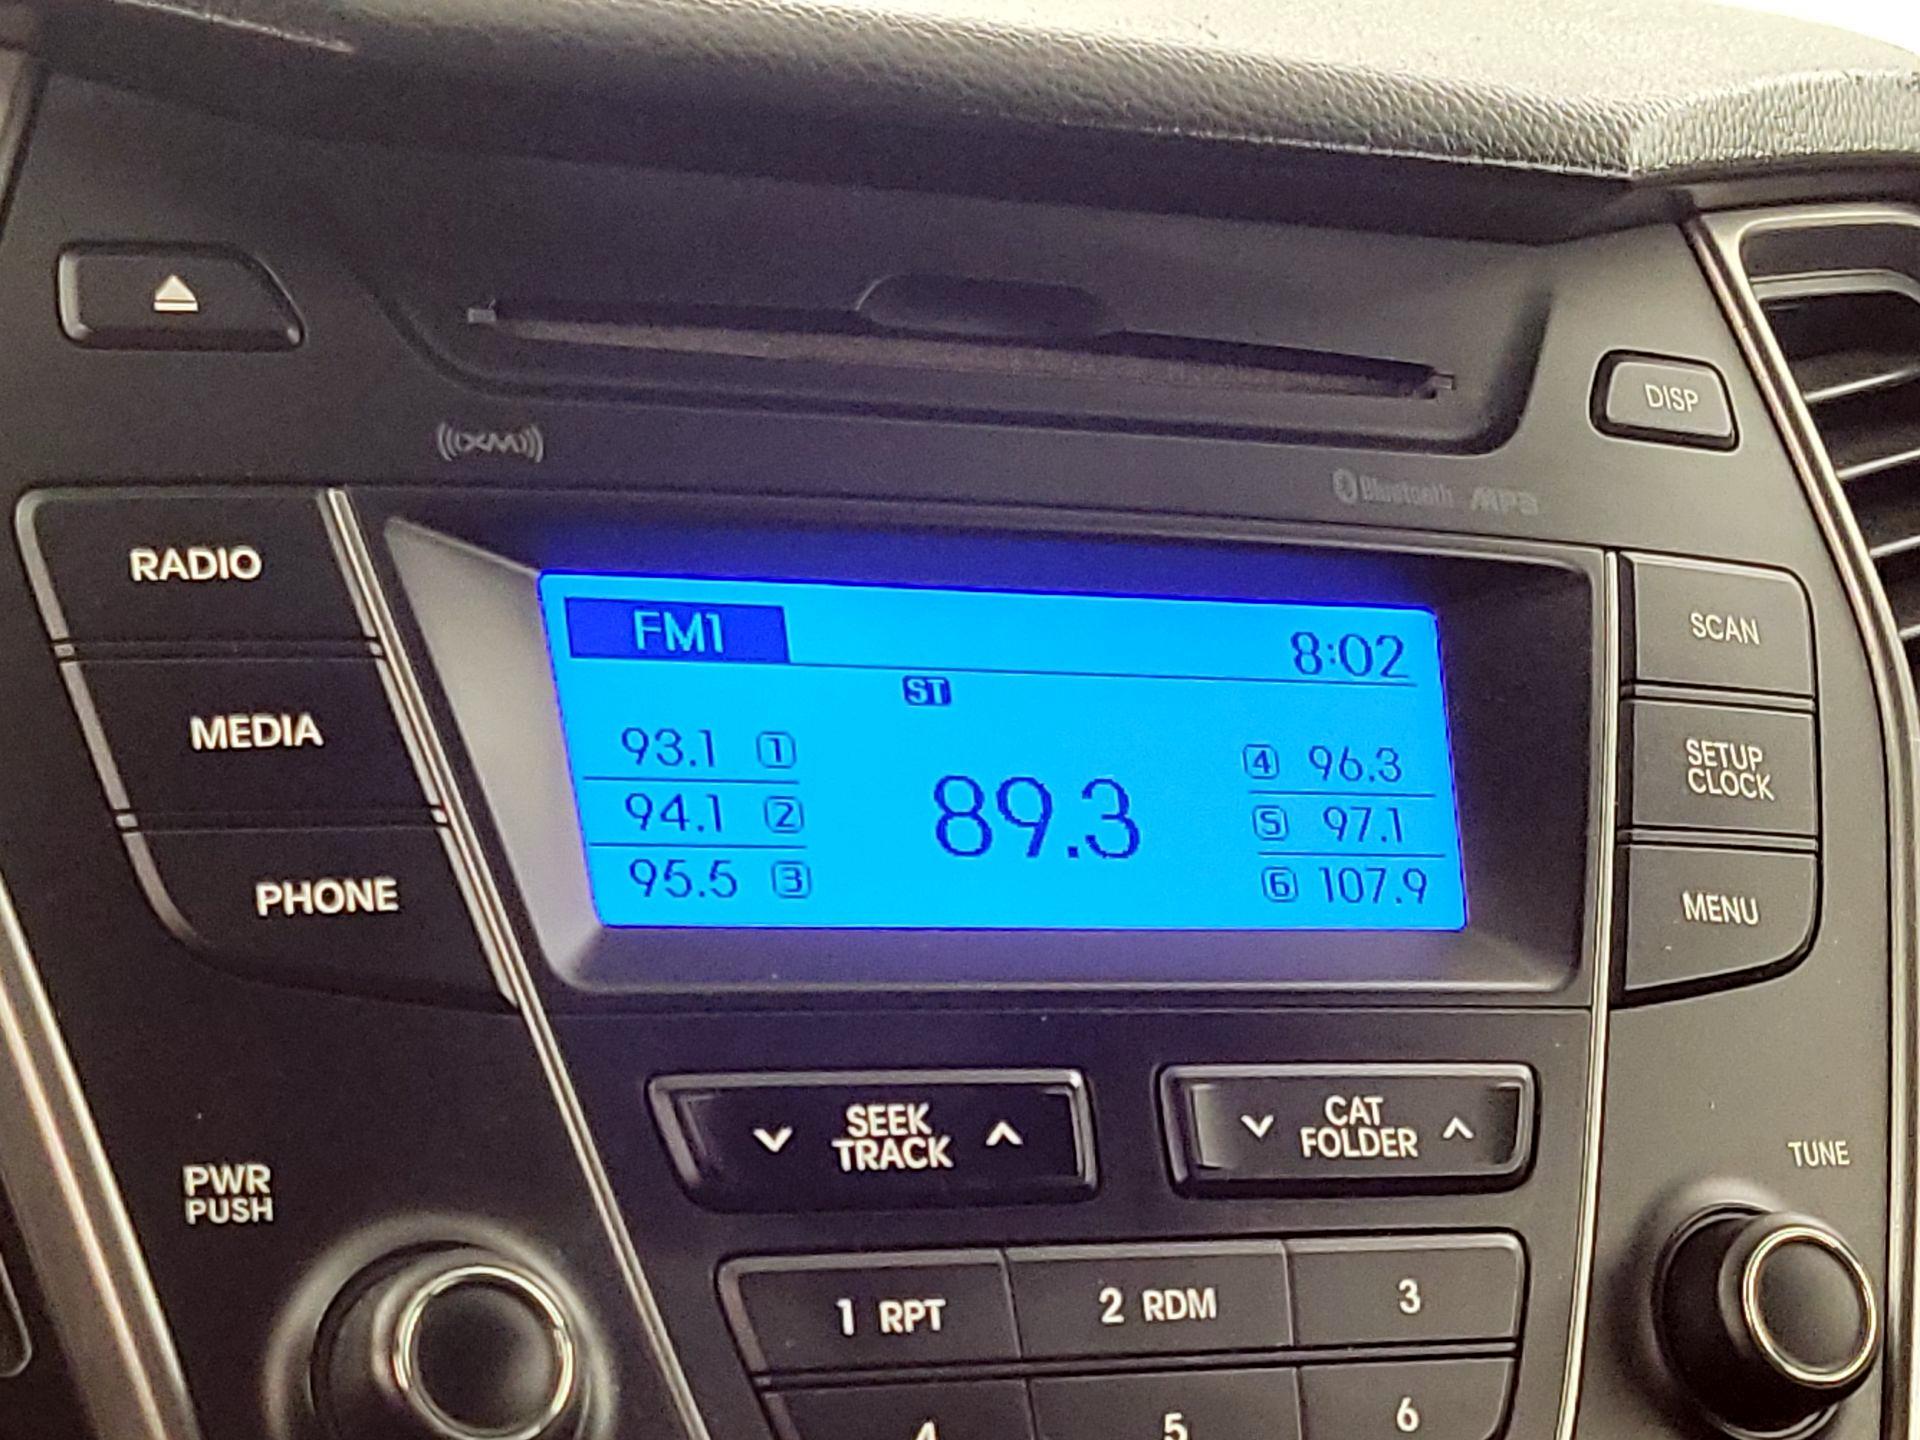 DISP
((XM))
Bluetooth MP3
RADIO
MEDIA
PHONE
FM1
8:02
ST
93.1 1
94.1 2
95.5 3
89.3
4 96.3
5 97.1
6 107.9
SCAN
SETUP
CLOCK
MENU
SEEK
TRACK
CAT
FOLDER
TUNE
PWR
PUSH
1 RPT
2 RDM
3
4
5
6